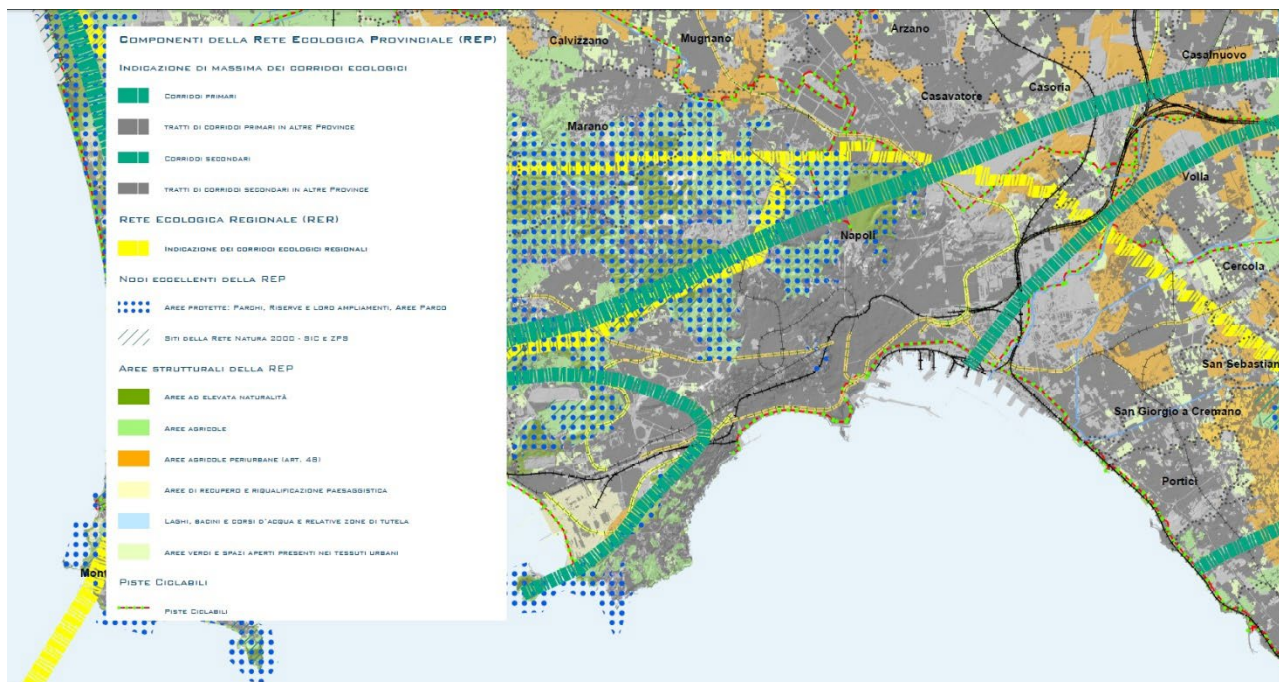 Componenti della Rete Ecologica Provinciale (REP)
Indicazione di massima dei corridoi ecologici
Corridoi primari
tratti di corridoi primari in altre Province
Corridoi secondari
tratti di corridoi secondari in altre Province
Rete Ecologica Regionale (RER)
Indicazione dei corridoi ecologici regionali
Nodi eccellenti della REP
Aree protette: Parchi, Riserve e loro ampliamenti, Aree Parco
Siti della Rete Natura 2000 - SIC e ZPS
Aree strutturali della REP
Aree ad elevata naturalità
Aree agricole
Aree agricole periurbane (art. 48)
Aree di recupero e riqualificazione paesaggistica
Laghi, bacini e corsi d'acqua e relative zone di tutela
Aree verdi e spazi aperti presenti nei tessuti urbani
Piste Ciclabili
Piste Ciclabili
Calvizzano
Mugnano
Arzano
Casalnuovo
Casavatore
Casoria
Marano
Volla
Napoli
Cercola
San Sebastian
San Giorgio a Cremano
Portici